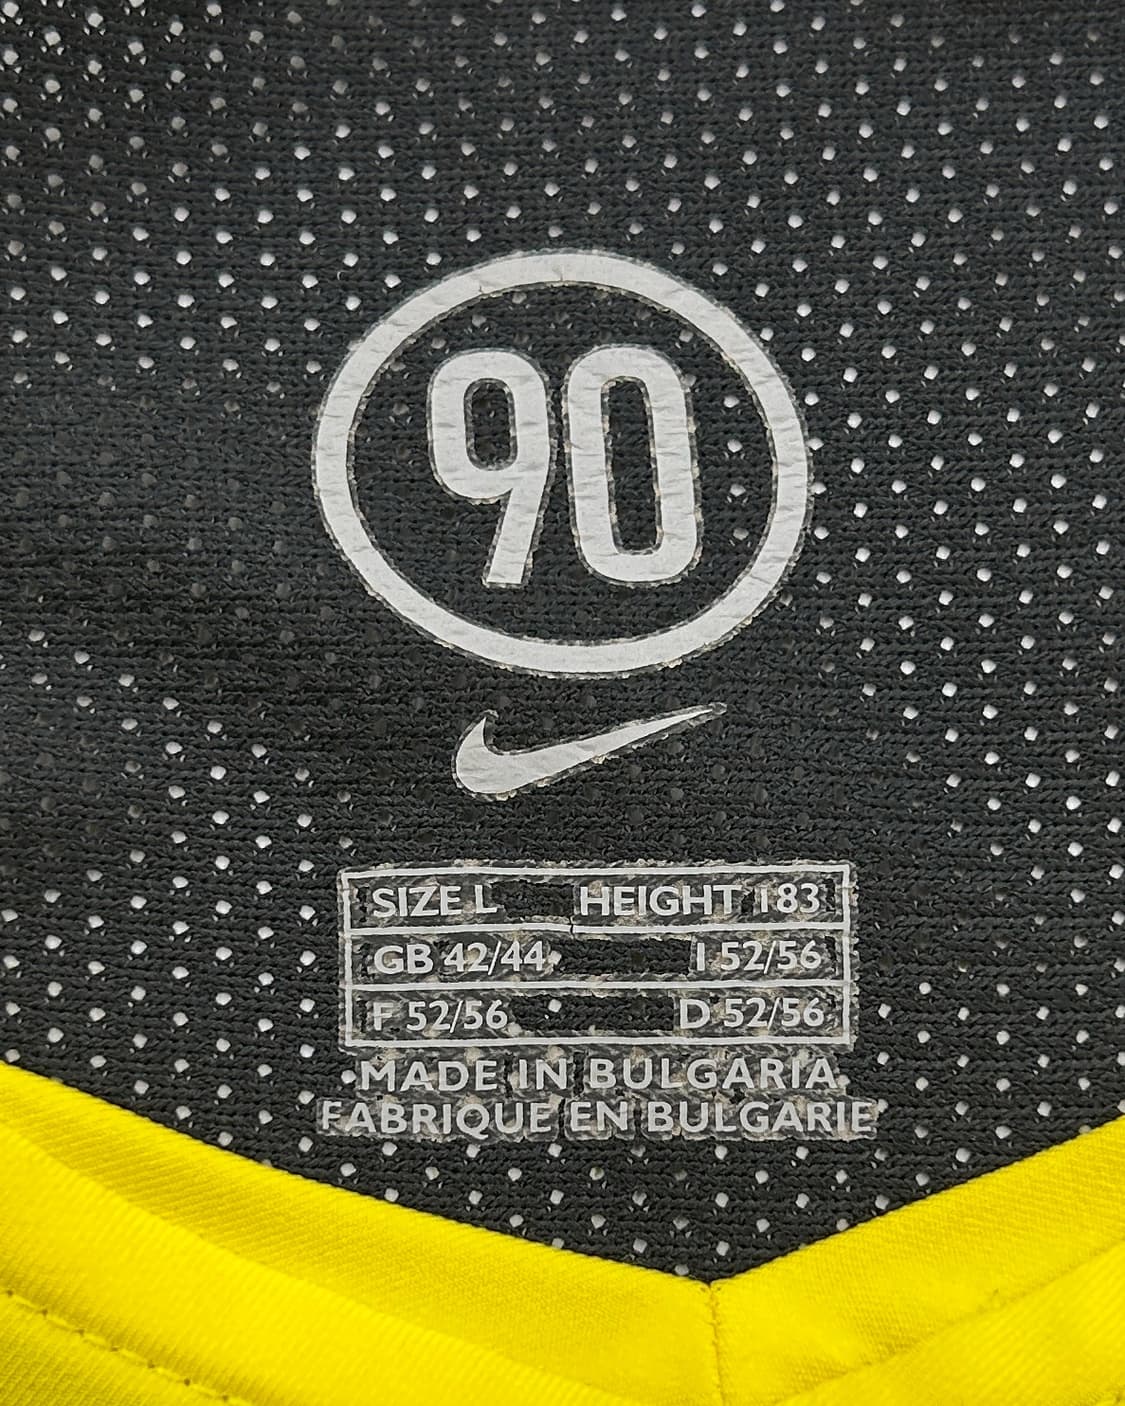 90
SIZE L HEIGHT 183
GB 42/44 I 52/56
F 52/56 D 52/56
MADE IN BULGARIA
FABRIQUE EN BULGARIE